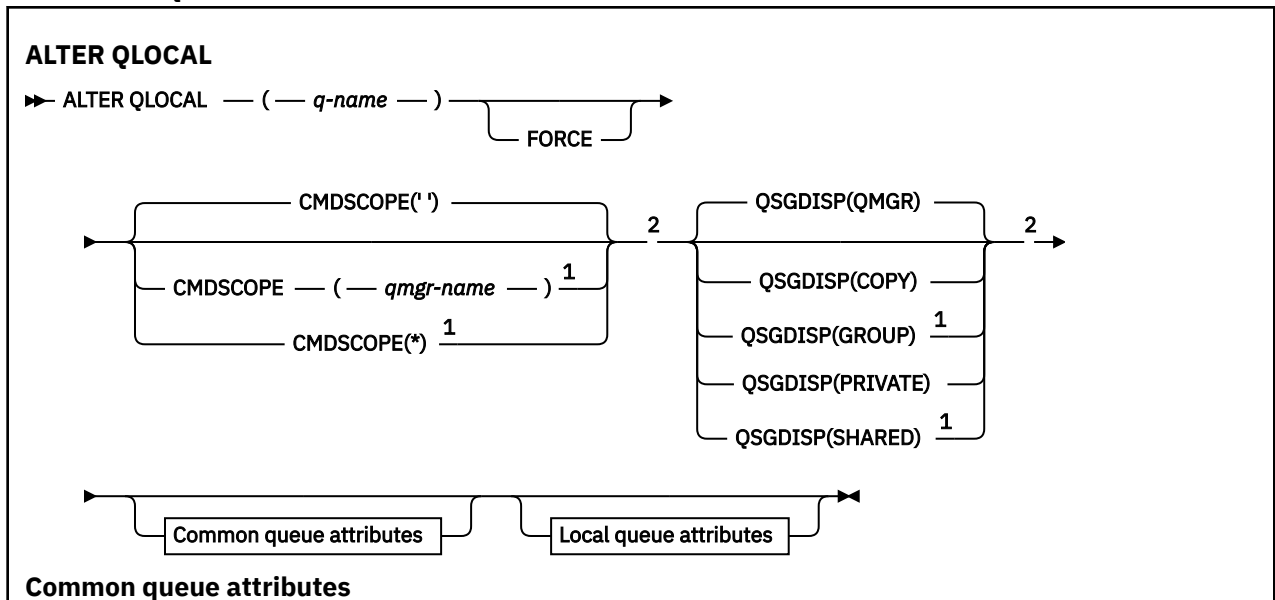 ALTER QLOCAL
ALTER QLOCAL ( q-name )
FORCE
CMDSCOPE(' ')
2
CMDSCOPE ( qmgr-name ) 1
CMDSCOPE(*) 1
QSGDISP(QMGR)
2
QSGDISP(COPY)
QSGDISP(GROUP) 1
QSGDISP(PRIVATE)
QSGDISP(SHARED) 1
Common queue attributes
Local queue attributes
Common queue attributes